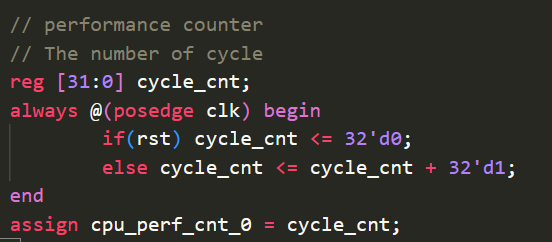 // performance counter
// The number of cycle
reg [31:0] cycle_cnt;
always @(posedge clk) begin
        if(rst) cycle_cnt <= 32'd0;
        else cycle_cnt <= cycle_cnt + 32'd1;
end
assign cpu_perf_cnt_0 = cycle_cnt;